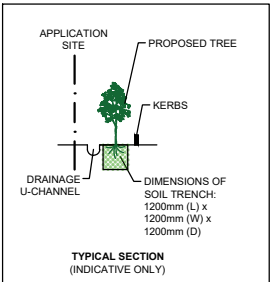 APPLICATION
SITE
PROPOSED TREE
KERBS
DRAINAGE
U-CHANNEL
DIMENSIONS OF
SOIL TRENCH:
1200mm (L) x
1200mm (W) x
1200mm (D)
TYPICAL SECTION
(INDICATIVE ONLY)